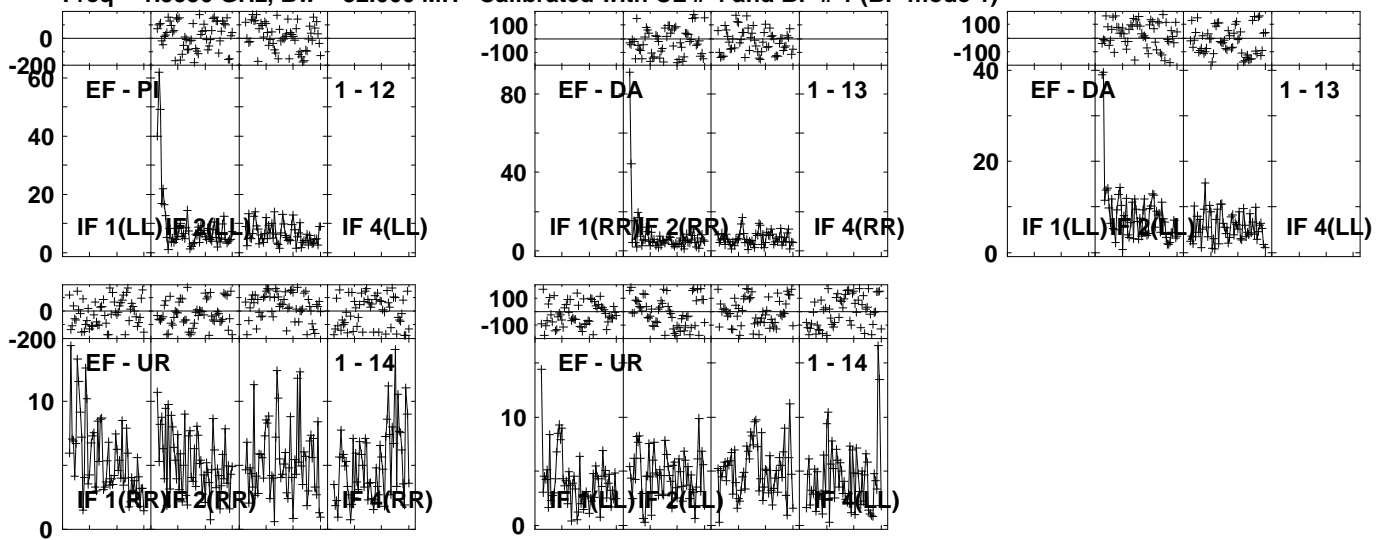 100
0
-100
-200
60
40
20
0
EF - PI
1 - 12
IF 1(LL)
IF 2(LL)
IF 4(LL)
100
-100
80
40
0
EF - DA
1 - 13
IF 1(RR)
IF 2(RR)
IF 4(RR)
100
-100
40
20
0
EF - DA
1 - 13
IF 1(LL)
IF 2(LL)
IF 4(LL)
0
-200
10
0
EF - UR
1 - 14
IF 1(RR)
IF 2(RR)
IF 4(RR)
100
-100
10
0
EF - UR
1 - 14
IF 1(LL)
IF 2(LL)
IF 4(LL)